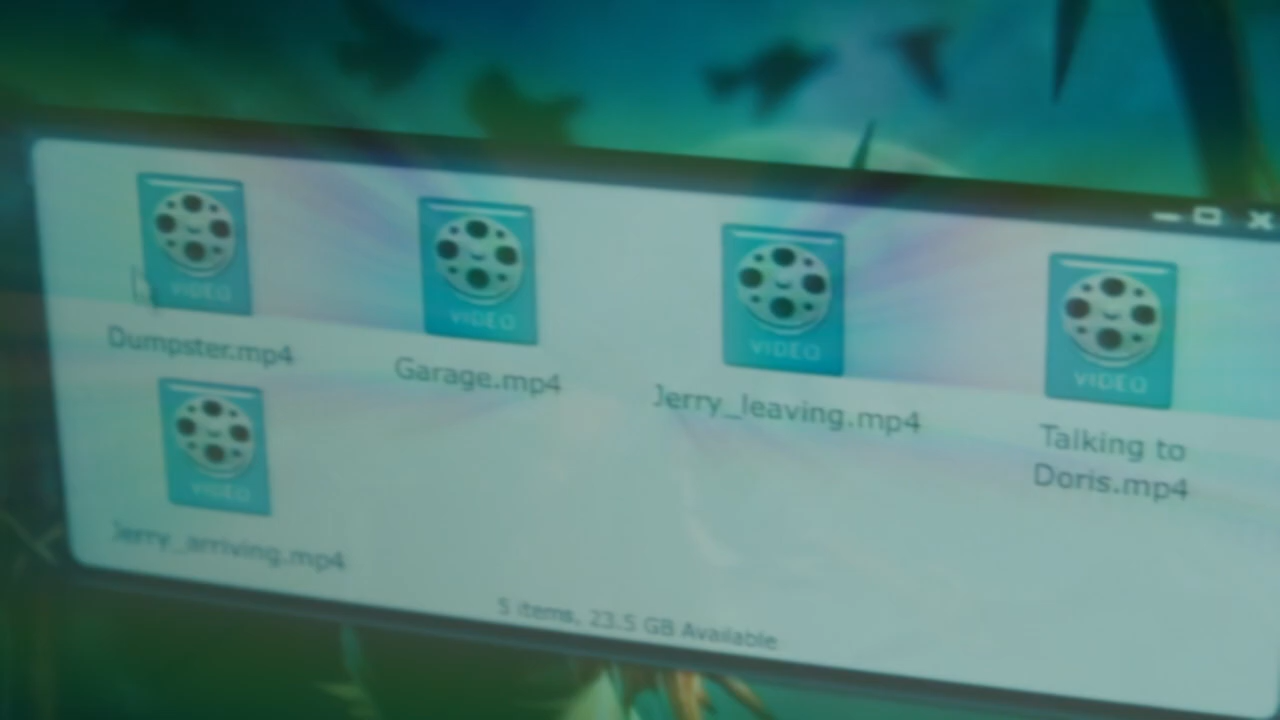 VIDEO
VIDEO
VIDEO
VIDEO
Dumpster.mp4
Garage.mp4
Jerry_leaving.mp4
Talking to
Doris.mp4
VIDEO
Jerry_arriving.mp4
5 items, 23.5 GB Available